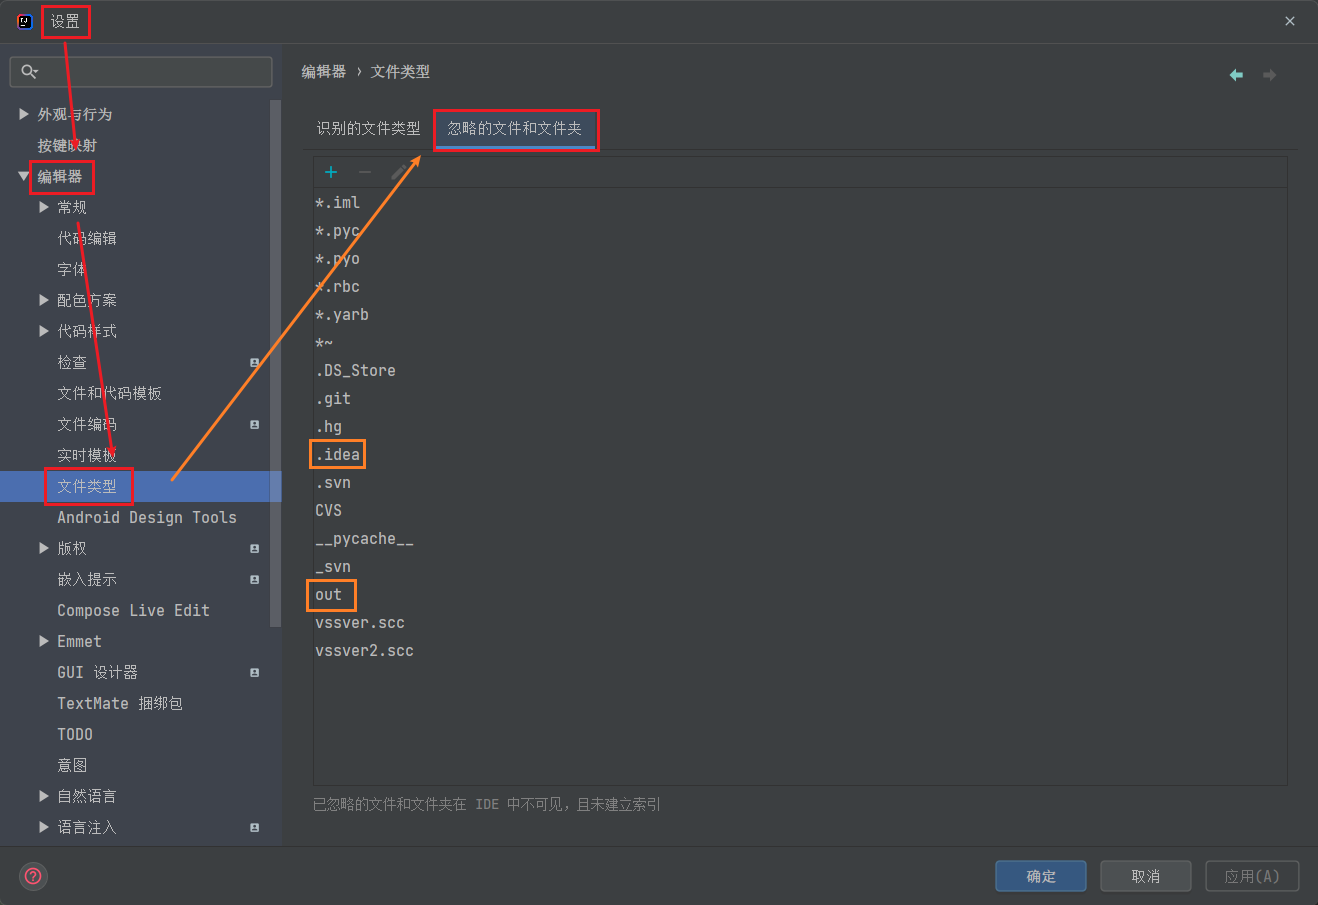 设置
编辑器 › 文件类型
外观与行为
按键映射
编辑器
常规
代码编辑
字体
配色方案
代码样式
检查
文件和代码模板
文件编码
实时模板
文件类型
Android Design Tools
版权
嵌入提示
Compose Live Edit
Emmet
GUI 设计器
TextMate 捆绑包
TODO
意图
自然语言
语言注入
识别的文件类型 忽略的文件和文件夹
*.iml
*.pyc
*.pyo
*.rbc
*.yarb
*~
.DS_Store
.git
.hg
.idea
.svn
CVS
__pycache__
_svn
out
vssver.scc
vssver2.scc
已忽略的文件和文件夹在 IDE 中不可见，且未建立索引
确定 取消 应用(A)